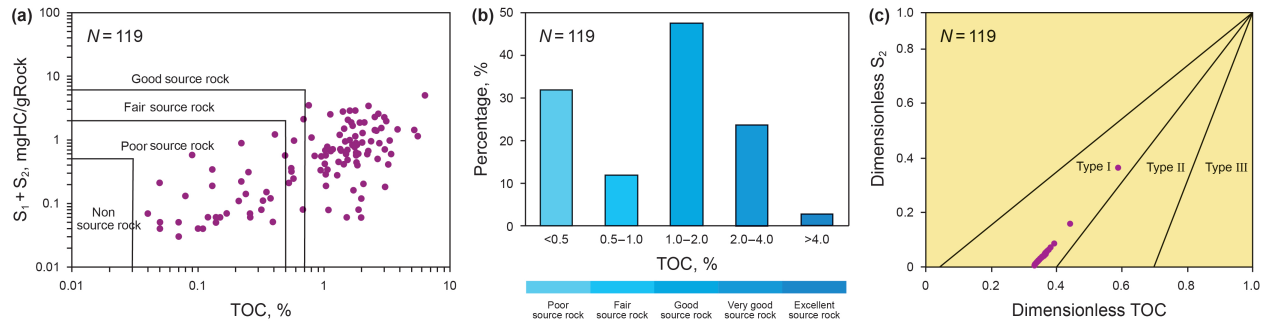 (a)
100
10
1
0.1
0.01
S₁ + S₂, mgHC/gRock
N = 119
Good source rock
Fair source rock
Poor source rock
Non
source rock
0.01
0.1
1
10
TOC, %
(b)
50
40
30
20
10
0
Percentage, %
N = 119
<0.5
0.5–1.0
1.0–2.0
2.0–4.0
>4.0
TOC, %
Poor
source rock
Fair
source rock
Good
source rock
Very good
source rock
Excellent
source rock
(c)
1.0
0.8
0.6
0.4
0.2
0
Dimensionless S₂
N = 119
Type I
Type II
Type III
0
0.2
0.4
0.6
0.8
1.0
Dimensionless TOC